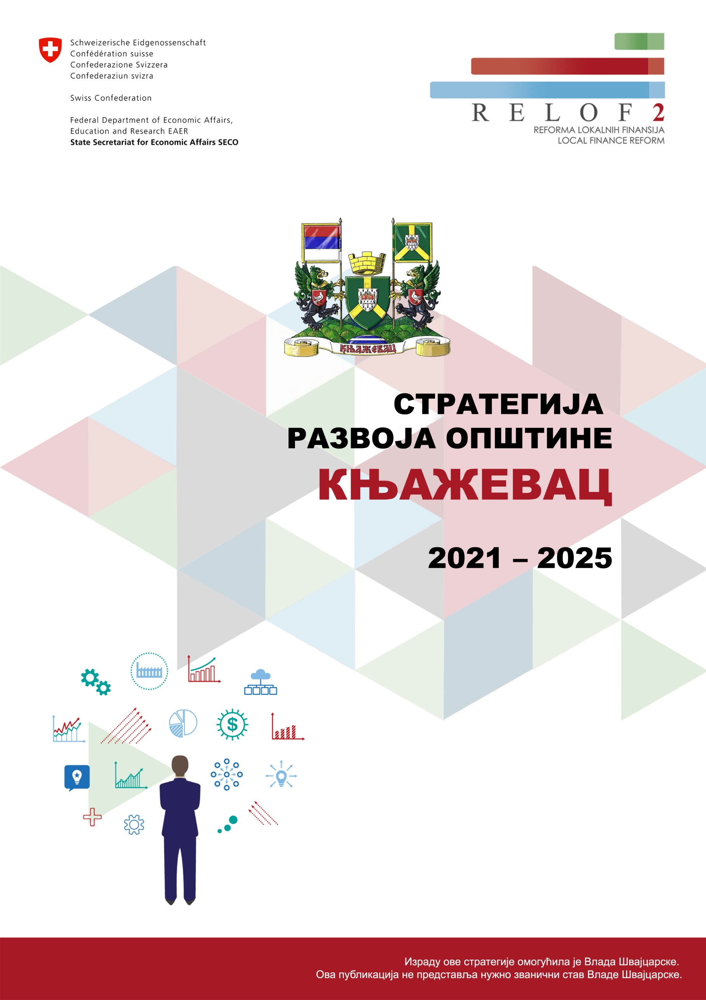 Schweizerische Eidgenossenschaft
Confédération suisse
Confederazione Svizzera
Confederaziun svizra
Swiss Confederation
Federal Department of Economic Affairs,
Education and Research EAER
State Secretariat for Economic Affairs SECO
RELOF2
REFORMA LOKALNIH FINANSIJA
LOCAL FINANCE REFORM
КЊАЖЕВАЦ
СТРАТЕГИЈА
РАЗВОЈА ОПШТИНЕ
КЊАЖЕВАЦ
2021 – 2025
$
Израду ове стратегије омогућила је Влада Швајцарске.
Ова публикација не представља нужно званични став Владе Швајцарске.